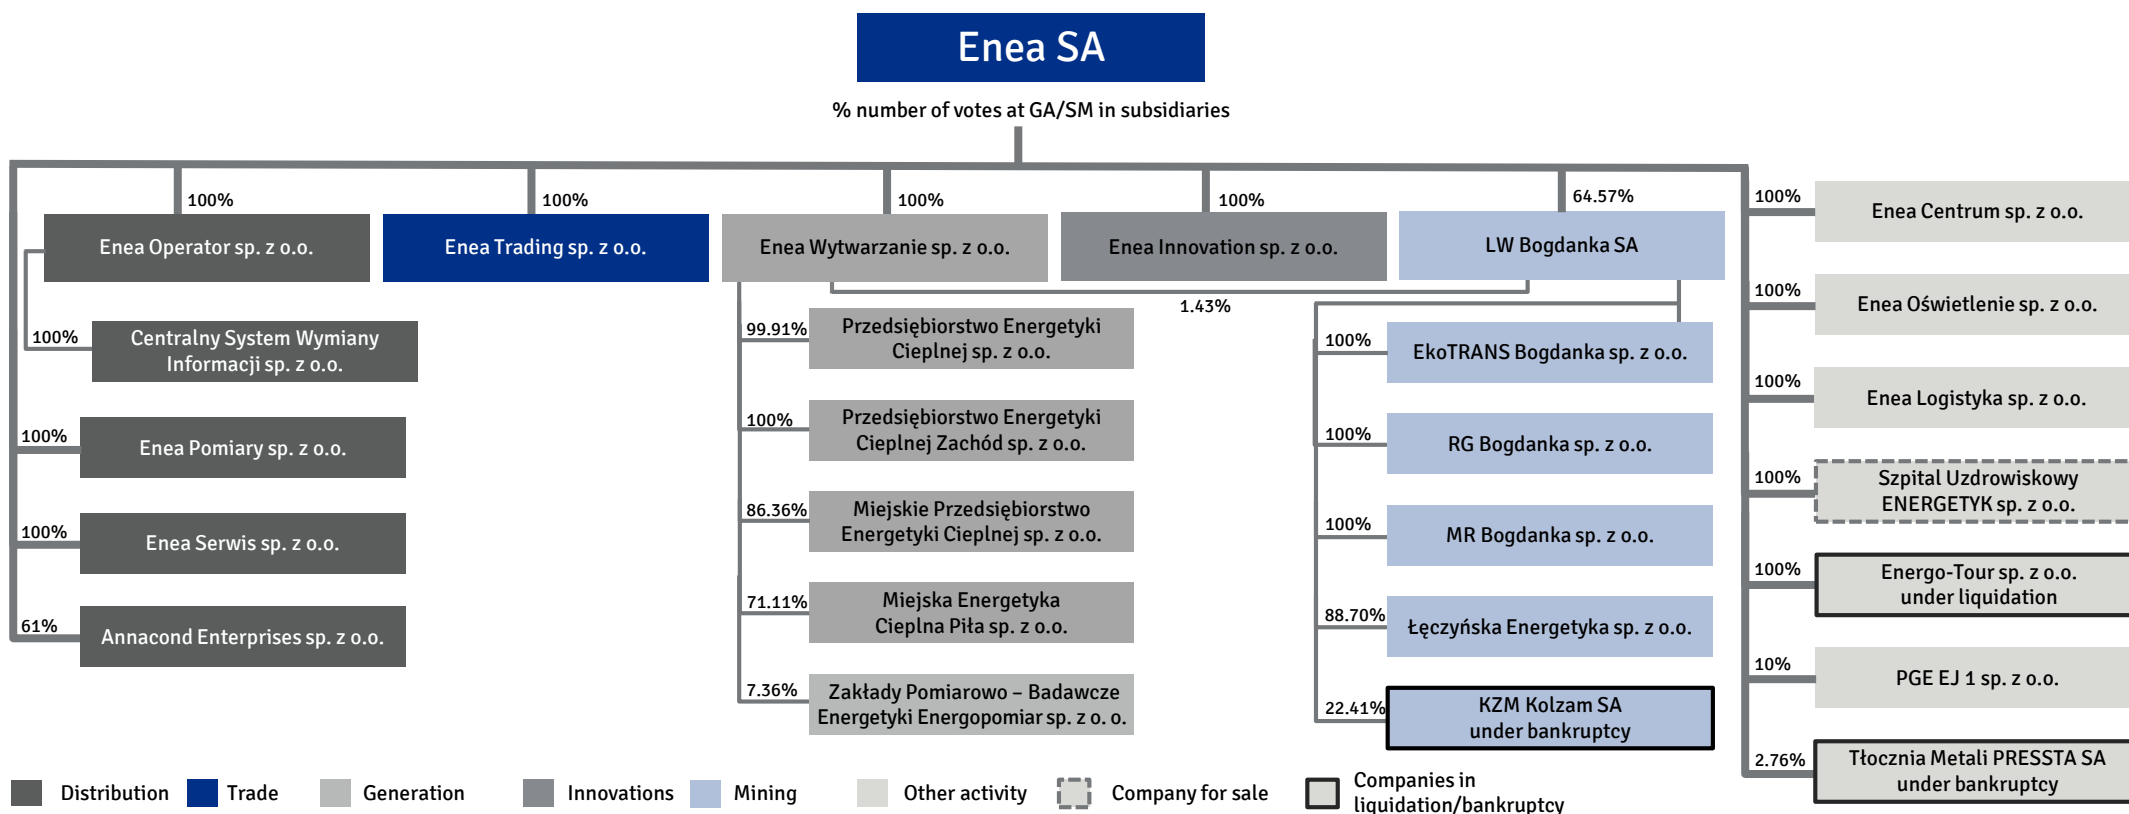 Enea SA
% number of votes at GA/SM in subsidiaries
100%
Enea Operator sp. z o.o.
100%
Enea Trading sp. z o.o.
100%
Enea Wytwarzanie sp. z o.o.
100%
Enea Innovation sp. z o.o.
64.57%
LW Bogdanka SA
1.43%
100%
Centralny System Wymiany
Informacji sp. z o.o.
100%
Enea Pomiary sp. z o.o.
100%
Enea Serwis sp. z o.o.
61%
Annacond Enterprises sp. z o.o.
99.91%
Przedsiębiorstwo Energetyki
Cieplnej sp. z o.o.
100%
Przedsiębiorstwo Energetyki
Cieplnej Zachód sp. z o.o.
86.36%
Miejskie Przedsiębiorstwo
Energetyki Cieplnej sp. z o.o.
71.11%
Miejska Energetyka
Cieplna Piła sp. z o.o.
7.36%
Zakłady Pomiarowo – Badawcze
Energetyki Energopomiar sp. z o. o.
100%
EkoTRANS Bogdanka sp. z o.o.
100%
RG Bogdanka sp. z o.o.
100%
MR Bogdanka sp. z o.o.
88.70%
Łęczyńska Energetyka sp. z o.o.
22.41%
KZM Kolzam SA
under bankruptcy
100%
Enea Centrum sp. z o.o.
100%
Enea Oświetlenie sp. z o.o.
100%
Enea Logistyka sp. z o.o.
100%
Szpital Uzdrowiskowy
ENERGETYK sp. z o.o.
100%
Energo-Tour sp. z o.o.
under liquidation
10%
PGE EJ 1 sp. z o.o.
2.76%
Tłocznia Metali PRESSTA SA
under bankruptcy
Distribution
Trade
Generation
Innovations
Mining
Other activity
Company for sale
Companies in
liquidation/bankruptcy